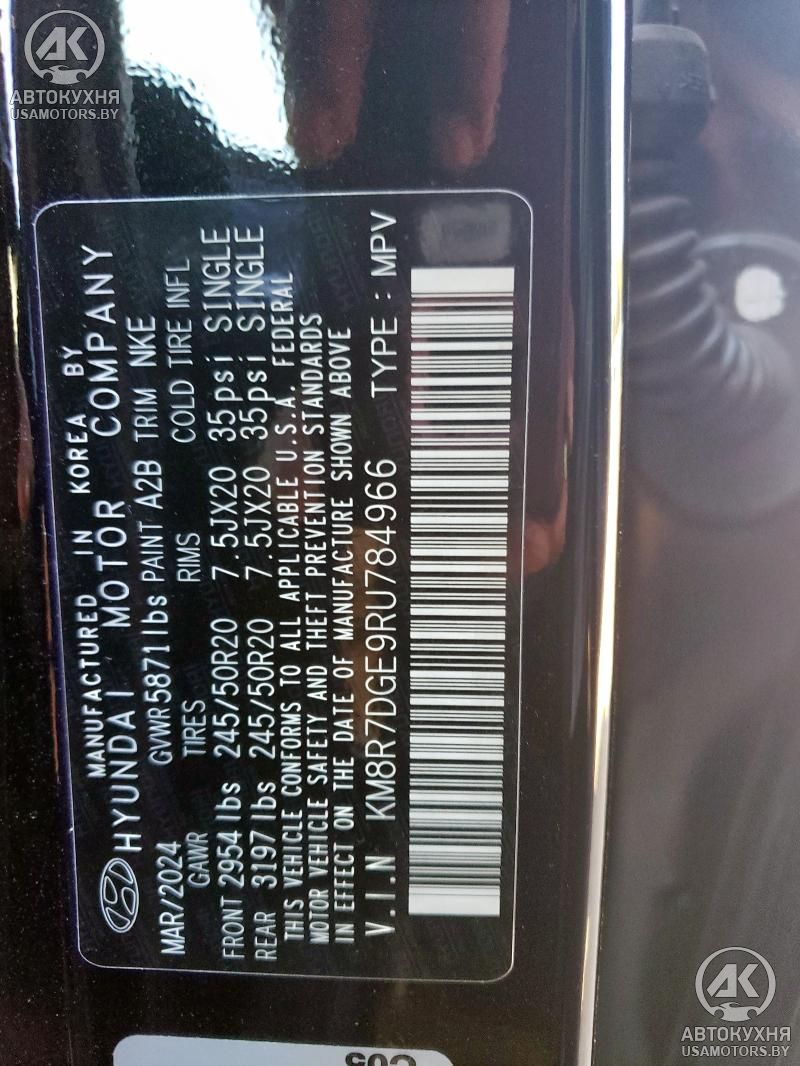 АК
АВТОКУХНЯ
USAMOTORS.BY
MANUFACTURED IN KOREA BY
HYUNDAI MOTOR COMPANY
MAR/2024 GVWR5871lbs PAINT A2B TRIM NKE
GAWR TIRES RIMS COLD TIRE INFL
FRONT 2954 lbs 245/50R20 7.5JX20 35psi SINGLE
REAR 3197 lbs 245/50R20 7.5JX20 35psi SINGLE
THIS VEHICLE CONFORMS TO ALL APPLICABLE U.S.A. FEDERAL
MOTOR VEHICLE SAFETY AND THEFT PREVENTION STANDARDS
IN EFFECT ON THE DATE OF MANUFACTURE SHOWN ABOVE
V.I.N KM8R7DGE9RU784966 TYPE : MPV
АК
АВТОКУХНЯ
USAMOTORS.BY